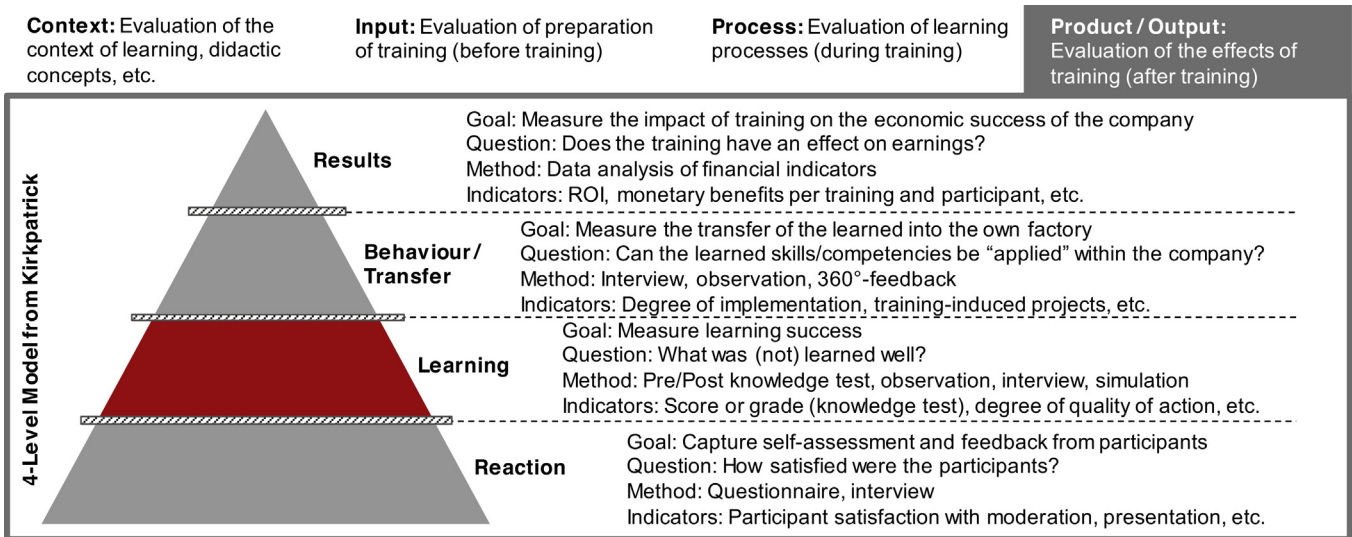 Context: Evaluation of the
context of learning, didactic
concepts, etc.
Input: Evaluation of preparation
of training (before training)
Process: Evaluation of learning
processes (during training)
Product / Output:
Evaluation of the effects of
training (after training)
4-Level Model from Kirkpatrick
Results
Goal: Measure the impact of training on the economic success of the company
Question: Does the training have an effect on earnings?
Method: Data analysis of financial indicators
Indicators: ROI, monetary benefits per training and participant, etc.
Behaviour /
Transfer
Goal: Measure the transfer of the learned into the own factory
Question: Can the learned skills/competencies be “applied” within the company?
Method: Interview, observation, 360°-feedback
Indicators: Degree of implementation, training-induced projects, etc.
Learning
Goal: Measure learning success
Question: What was (not) learned well?
Method: Pre/Post knowledge test, observation, interview, simulation
Indicators: Score or grade (knowledge test), degree of quality of action, etc.
Reaction
Goal: Capture self-assessment and feedback from participants
Question: How satisfied were the participants?
Method: Questionnaire, interview
Indicators: Participant satisfaction with moderation, presentation, etc.